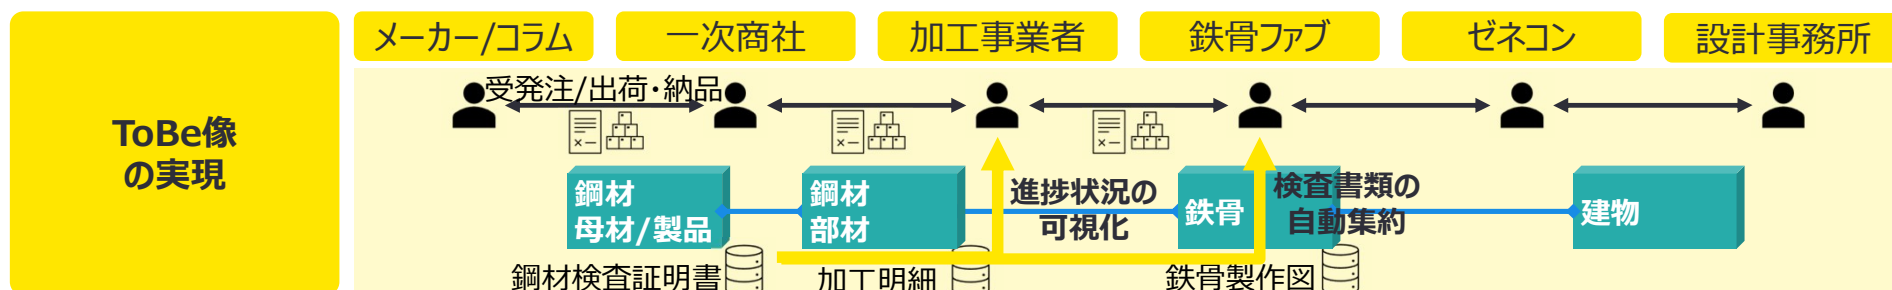 メーカー/コラム
一次商社
加工事業者
鉄骨ファブ
ゼネコン
設計事務所
ToBe像
の実現
受発注/出荷・納品
鋼材
母材/製品
鋼材
部材
進捗状況の
可視化
鉄骨
検査書類の
自動集約
建物
鋼材検査証明書
加工明細
鉄骨製作図